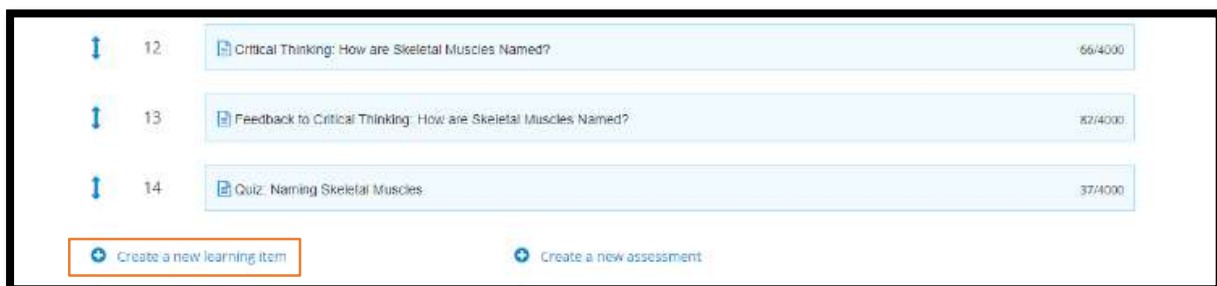 12 Critical Thinking: How are Skeletal Muscles Named? 66/4000
13 Feedback to Critical Thinking: How are Skeletal Muscles Named? 82/4000
14 Quiz: Naming Skeletal Muscles 37/4000
Create a new learning item Create a new assessment